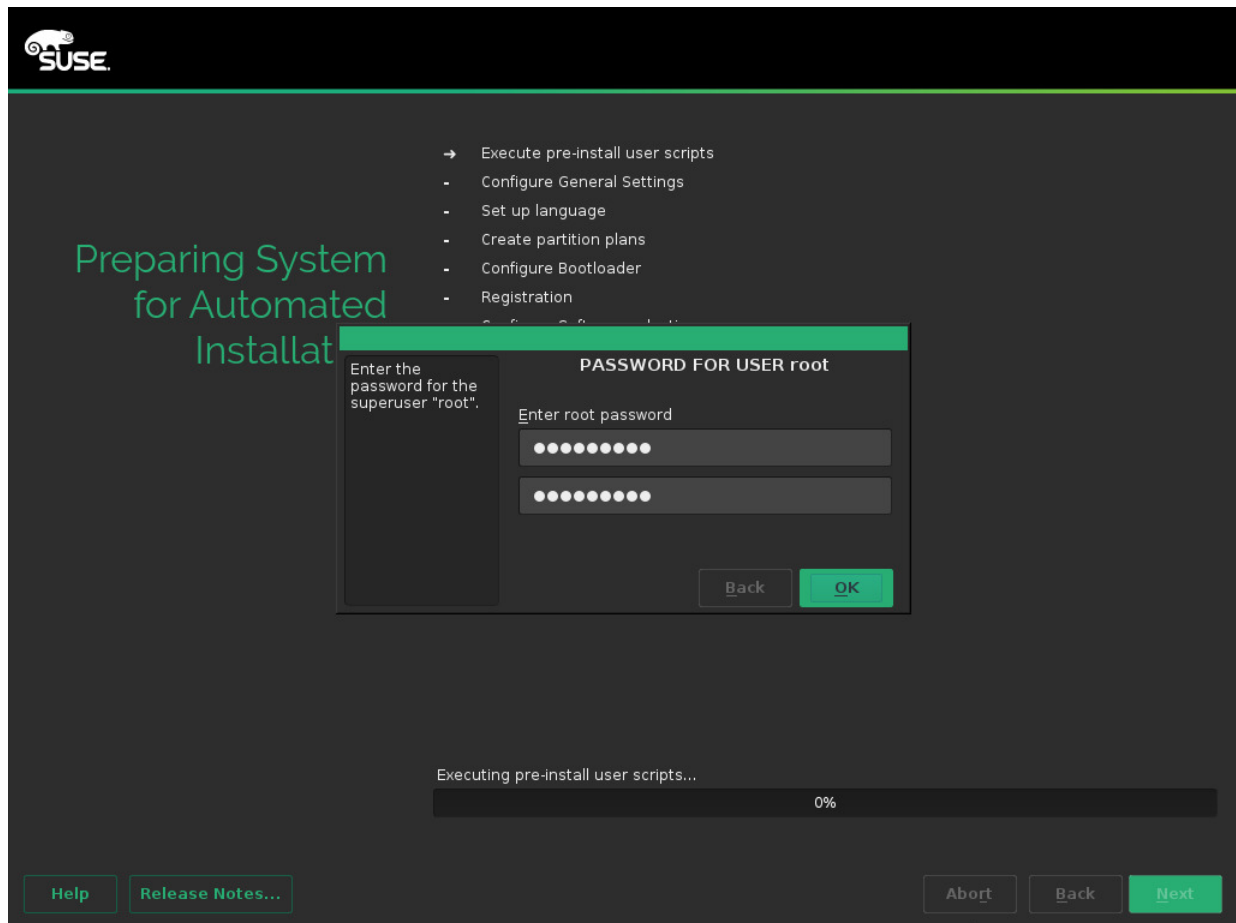 SUSE.
→ Execute pre-install user scripts
- Configure General Settings
- Set up language
- Create partition plans
- Configure Bootloader
- Registration
Preparing System
for Automated
Installat
PASSWORD FOR USER root
Enter the
password for the
superuser "root".
Enter root password
●●●●●●●●●●
●●●●●●●●●●
Back OK
Executing pre-install user scripts...
0%
Help Release Notes... Abort Back Next